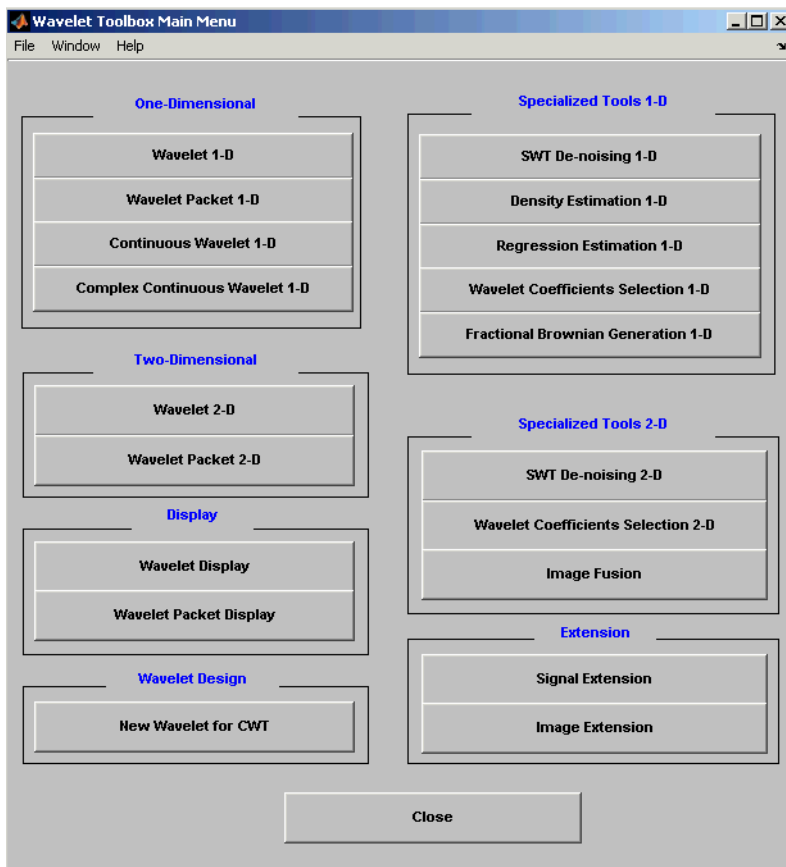 Wavelet Toolbox Main Menu
File Window Help
One-Dimensional
Wavelet 1-D
Wavelet Packet 1-D
Continuous Wavelet 1-D
Complex Continuous Wavelet 1-D
Two-Dimensional
Wavelet 2-D
Wavelet Packet 2-D
Display
Wavelet Display
Wavelet Packet Display
Wavelet Design
New Wavelet for CWT
Specialized Tools 1-D
SWT De-noising 1-D
Density Estimation 1-D
Regression Estimation 1-D
Wavelet Coefficients Selection 1-D
Fractional Brownian Generation 1-D
Specialized Tools 2-D
SWT De-noising 2-D
Wavelet Coefficients Selection 2-D
Image Fusion
Extension
Signal Extension
Image Extension
Close